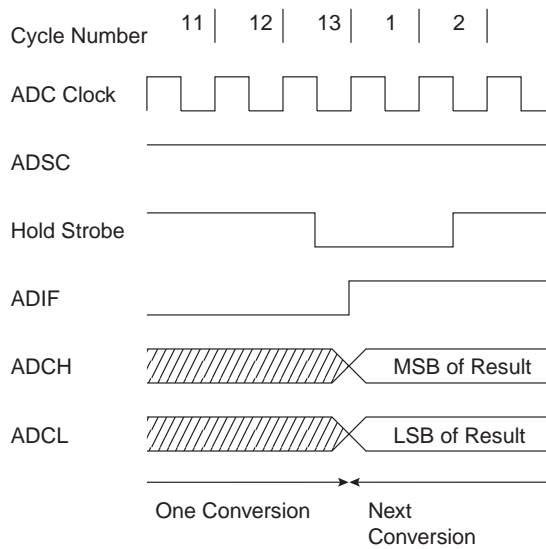 Cycle Number 11 12 13 1 2
ADC Clock
ADSC
Hold Strobe
ADIF
ADCH MSB of Result
ADCL LSB of Result
One Conversion Next
Conversion